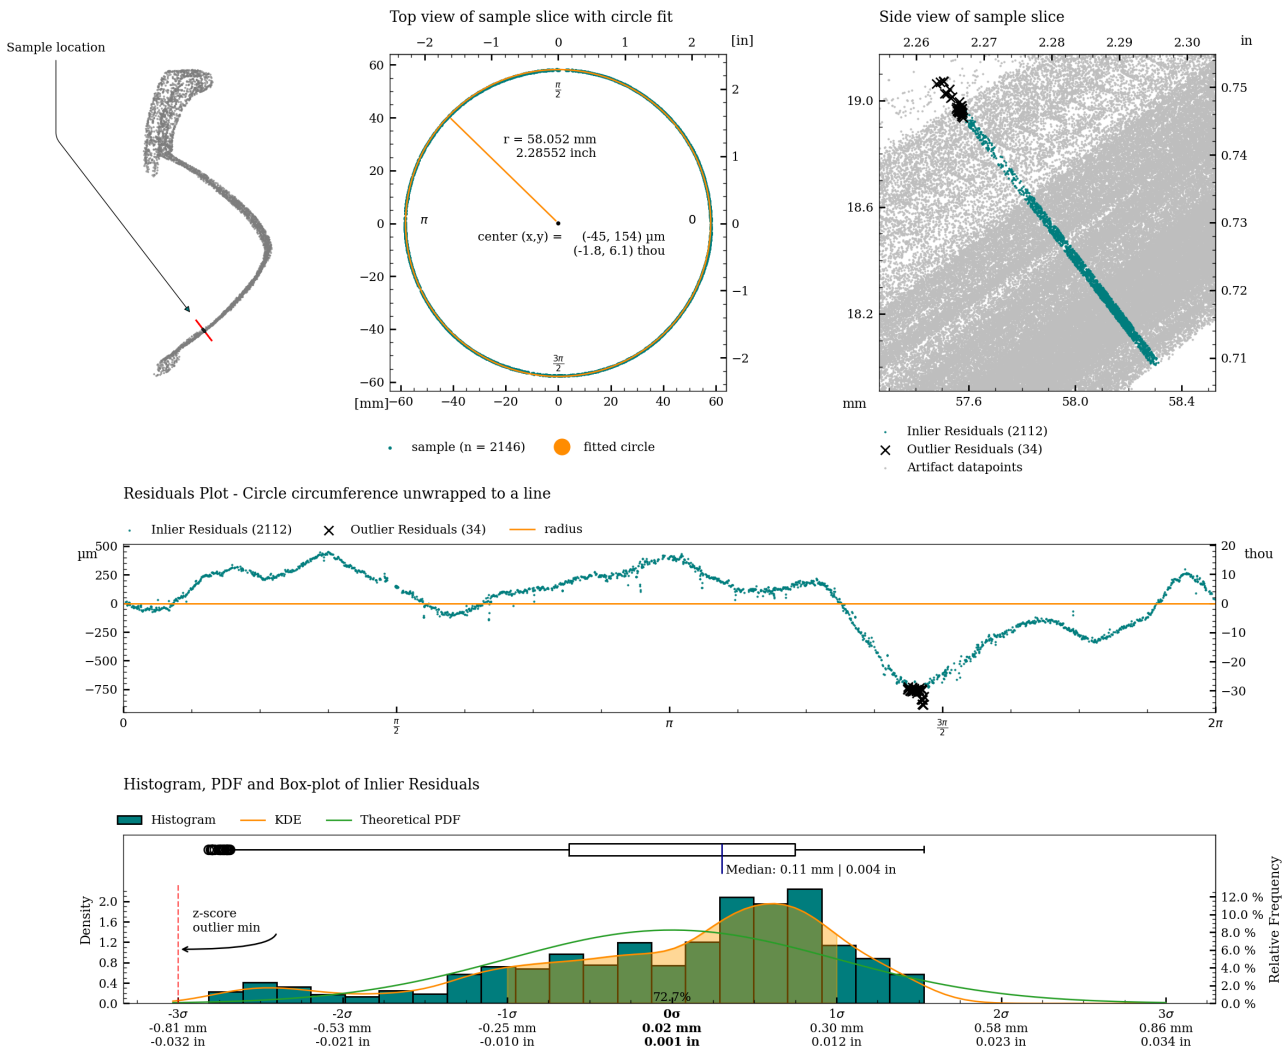 Sample location
Top view of sample slice with circle fit
−2 −1 0 1 2 [in]
60
40
20
0
−20
−40
−60
2
1
0
−1
−2
π/2
r = 58.052 mm
2.28552 inch
π
0
center (x,y) = (-45, 154) µm
(-1.8, 6.1) thou
3π/2
[mm] −60 −40 −20 0 20 40 60
sample (n = 2146) fitted circle
Side view of sample slice
2.26 2.27 2.28 2.29 2.30 in
19.0
18.6
18.2
0.75
0.74
0.73
0.72
0.71
mm 57.6 58.0 58.4
Inlier Residuals (2112)
Outlier Residuals (34)
Artifact datapoints
Residuals Plot - Circle circumference unwrapped to a line
Inlier Residuals (2112) Outlier Residuals (34) radius
µm
500
250
0
−250
−500
−750
20 thou
10
0
−10
−20
−30
0 π/2 π 3π/2 2π
Histogram, PDF and Box-plot of Inlier Residuals
Histogram KDE Theoretical PDF
Median: 0.11 mm | 0.004 in
Density
2.0
1.6
1.2
0.8
0.4
0.0
z-score
outlier min
72.7%
12.0 %
10.0 %
8.0 %
6.0 %
4.0 %
2.0 %
0.0 %
Relative Frequency
-3σ -2σ -1σ 0σ 1σ 2σ 3σ
-0.81 mm -0.53 mm -0.25 mm 0.02 mm 0.30 mm 0.58 mm 0.86 mm
-0.032 in -0.021 in -0.010 in 0.001 in 0.012 in 0.023 in 0.034 in